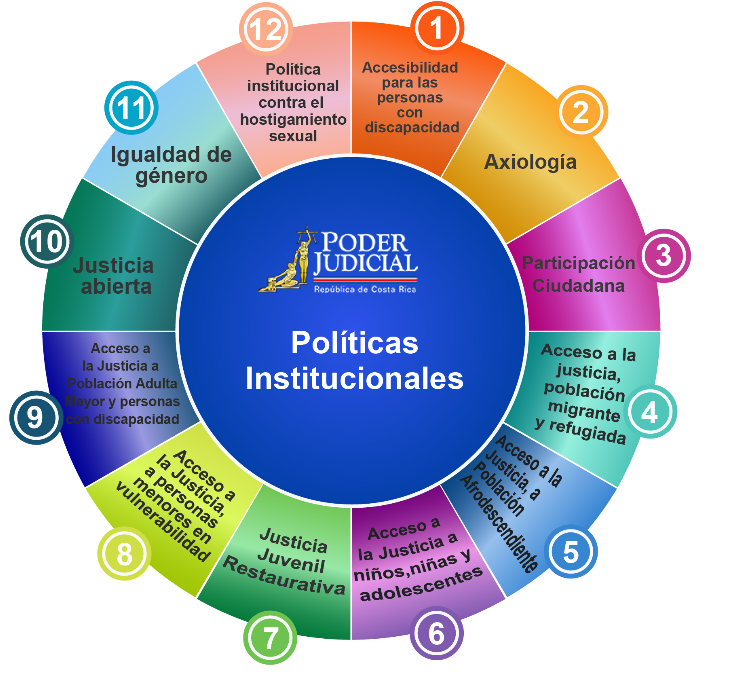 1
Accesibilidad
para las
personas
con
discapacidad
2
Axiología
3
Participación
Ciudadana
4
Acceso a la
justicia,
población
migrante
y refugiada
5
Acceso a la
Justicia, a
Población
Afrodescendiente
6
Acceso a
la Justicia a
niños,niñas y
adolescentes
7
Justicia
Juvenil
Restaurativa
8
Acceso a
la Justicia,
a personas
menores en
vulnerabilidad
9
Acceso a
la Justicia a
Población Adulta
Mayor y personas
con discapacidad
10
Justicia
abierta
11
Igualdad de
género
12
Política
institucional
contra el
hostigamiento
sexual
PODER
JUDICIAL
República de Costa Rica
Políticas
Institucionales